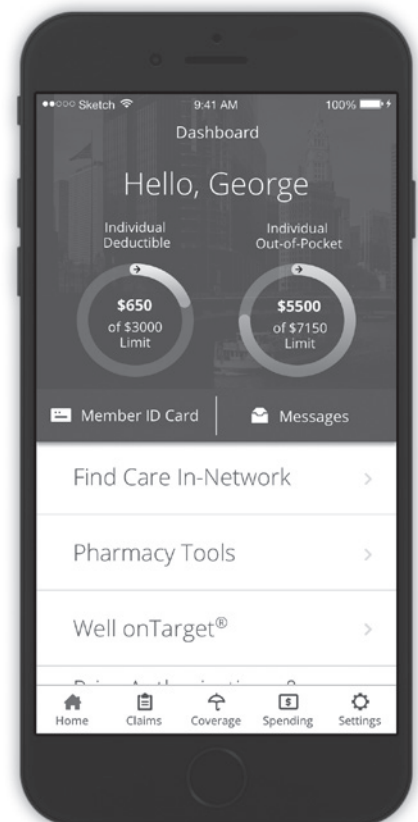 Sketch 9:41 AM 100%
Dashboard
Hello, George
Individual Individual
Deductible Out-of-Pocket
$650 $5500
of $3000 of $7150
Limit Limit
Member ID Card Messages
Find Care In-Network
Pharmacy Tools
Well onTarget®
Home Claims Coverage Spending Settings